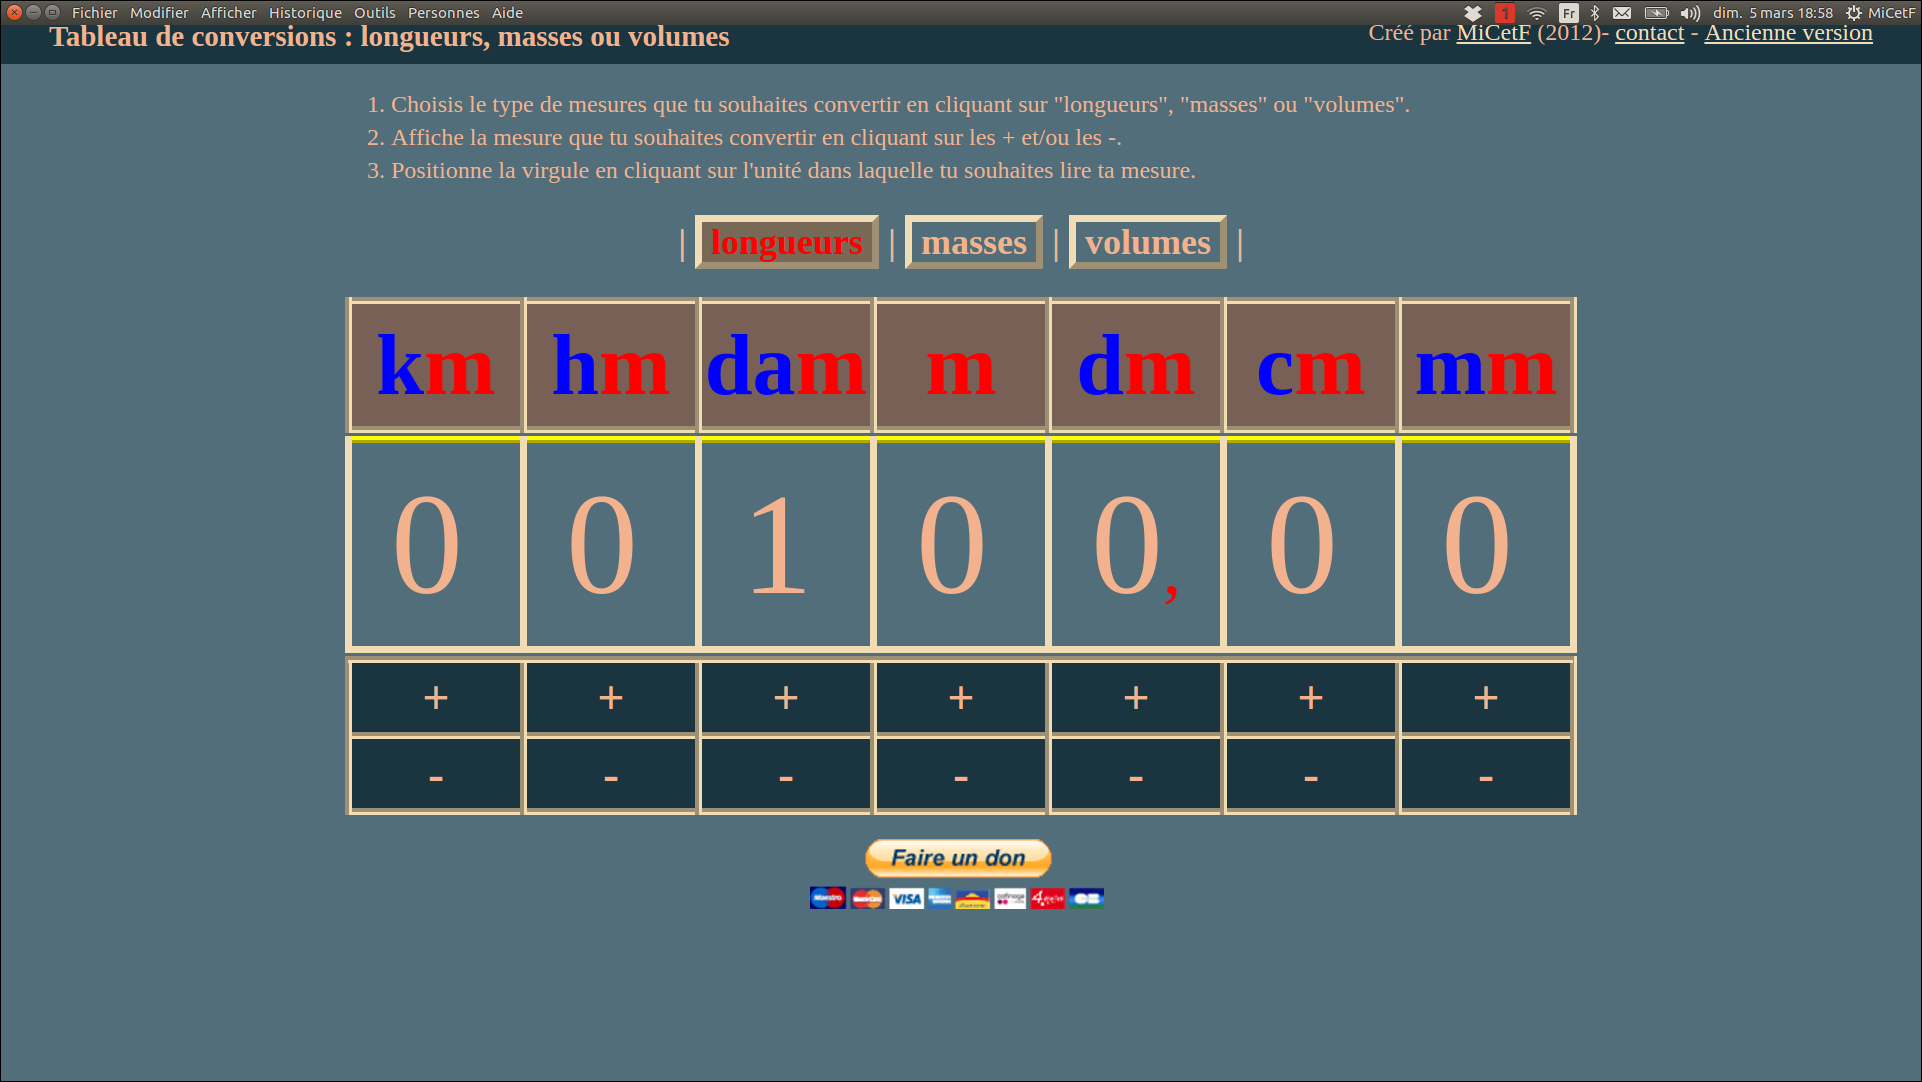 Fichier Modifier Afficher Historique Outils Personnes Aide
1 Fr dim. 5 mars 18:58 MiCetF
Tableau de conversions : longueurs, masses ou volumes
Créé par MiCetF (2012)- contact - Ancienne version
1. Choisis le type de mesures que tu souhaites convertir en cliquant sur "longueurs", "masses" ou "volumes".
2. Affiche la mesure que tu souhaites convertir en cliquant sur les + et/ou les -.
3. Positionne la virgule en cliquant sur l'unité dans laquelle tu souhaites lire ta mesure.
| longueurs | masses | volumes |
km hm dam m dm cm mm
0 0 1 0 0, 0 0
+ + + + + + +
- - - - - - -
Faire un don
Maestro MasterCard VISA CB